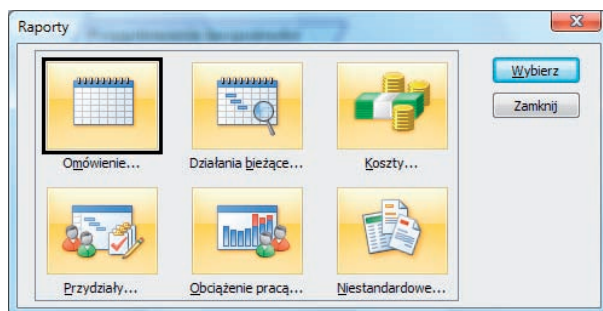 Raporty
Omówienie...
Działania bieżące...
Koszty...
Wybierz
Zamknij
Przydziały...
Obciążenie pracą...
Niestandardowe...